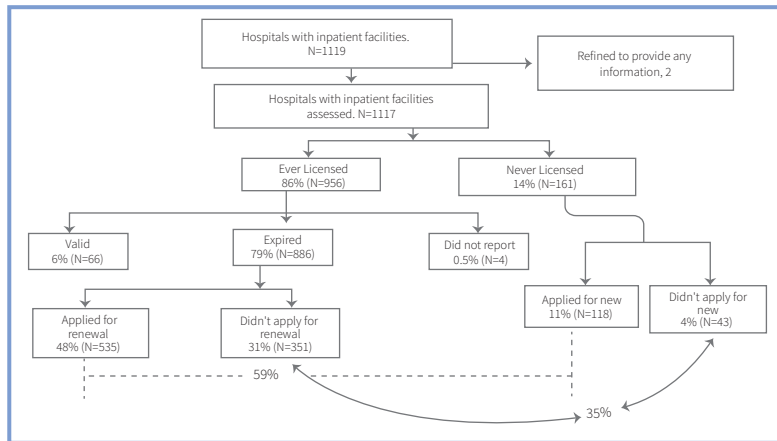 Hospitals with inpatient facilities.
N=1119
Refined to provide any
information, 2
Hospitals with inpatient facilities
assessed. N=1117
Ever Licensed
86% (N=956)
Never Licensed
14% (N=161)
Valid
6% (N=66)
Expired
79% (N=886)
Did not report
0.5% (N=4)
Applied for new
11% (N=118)
Didn't apply for
new
4% (N=43)
Applied for
renewal
48% (N=535)
Didn't apply for
renewal
31% (N=351)
59%
35%